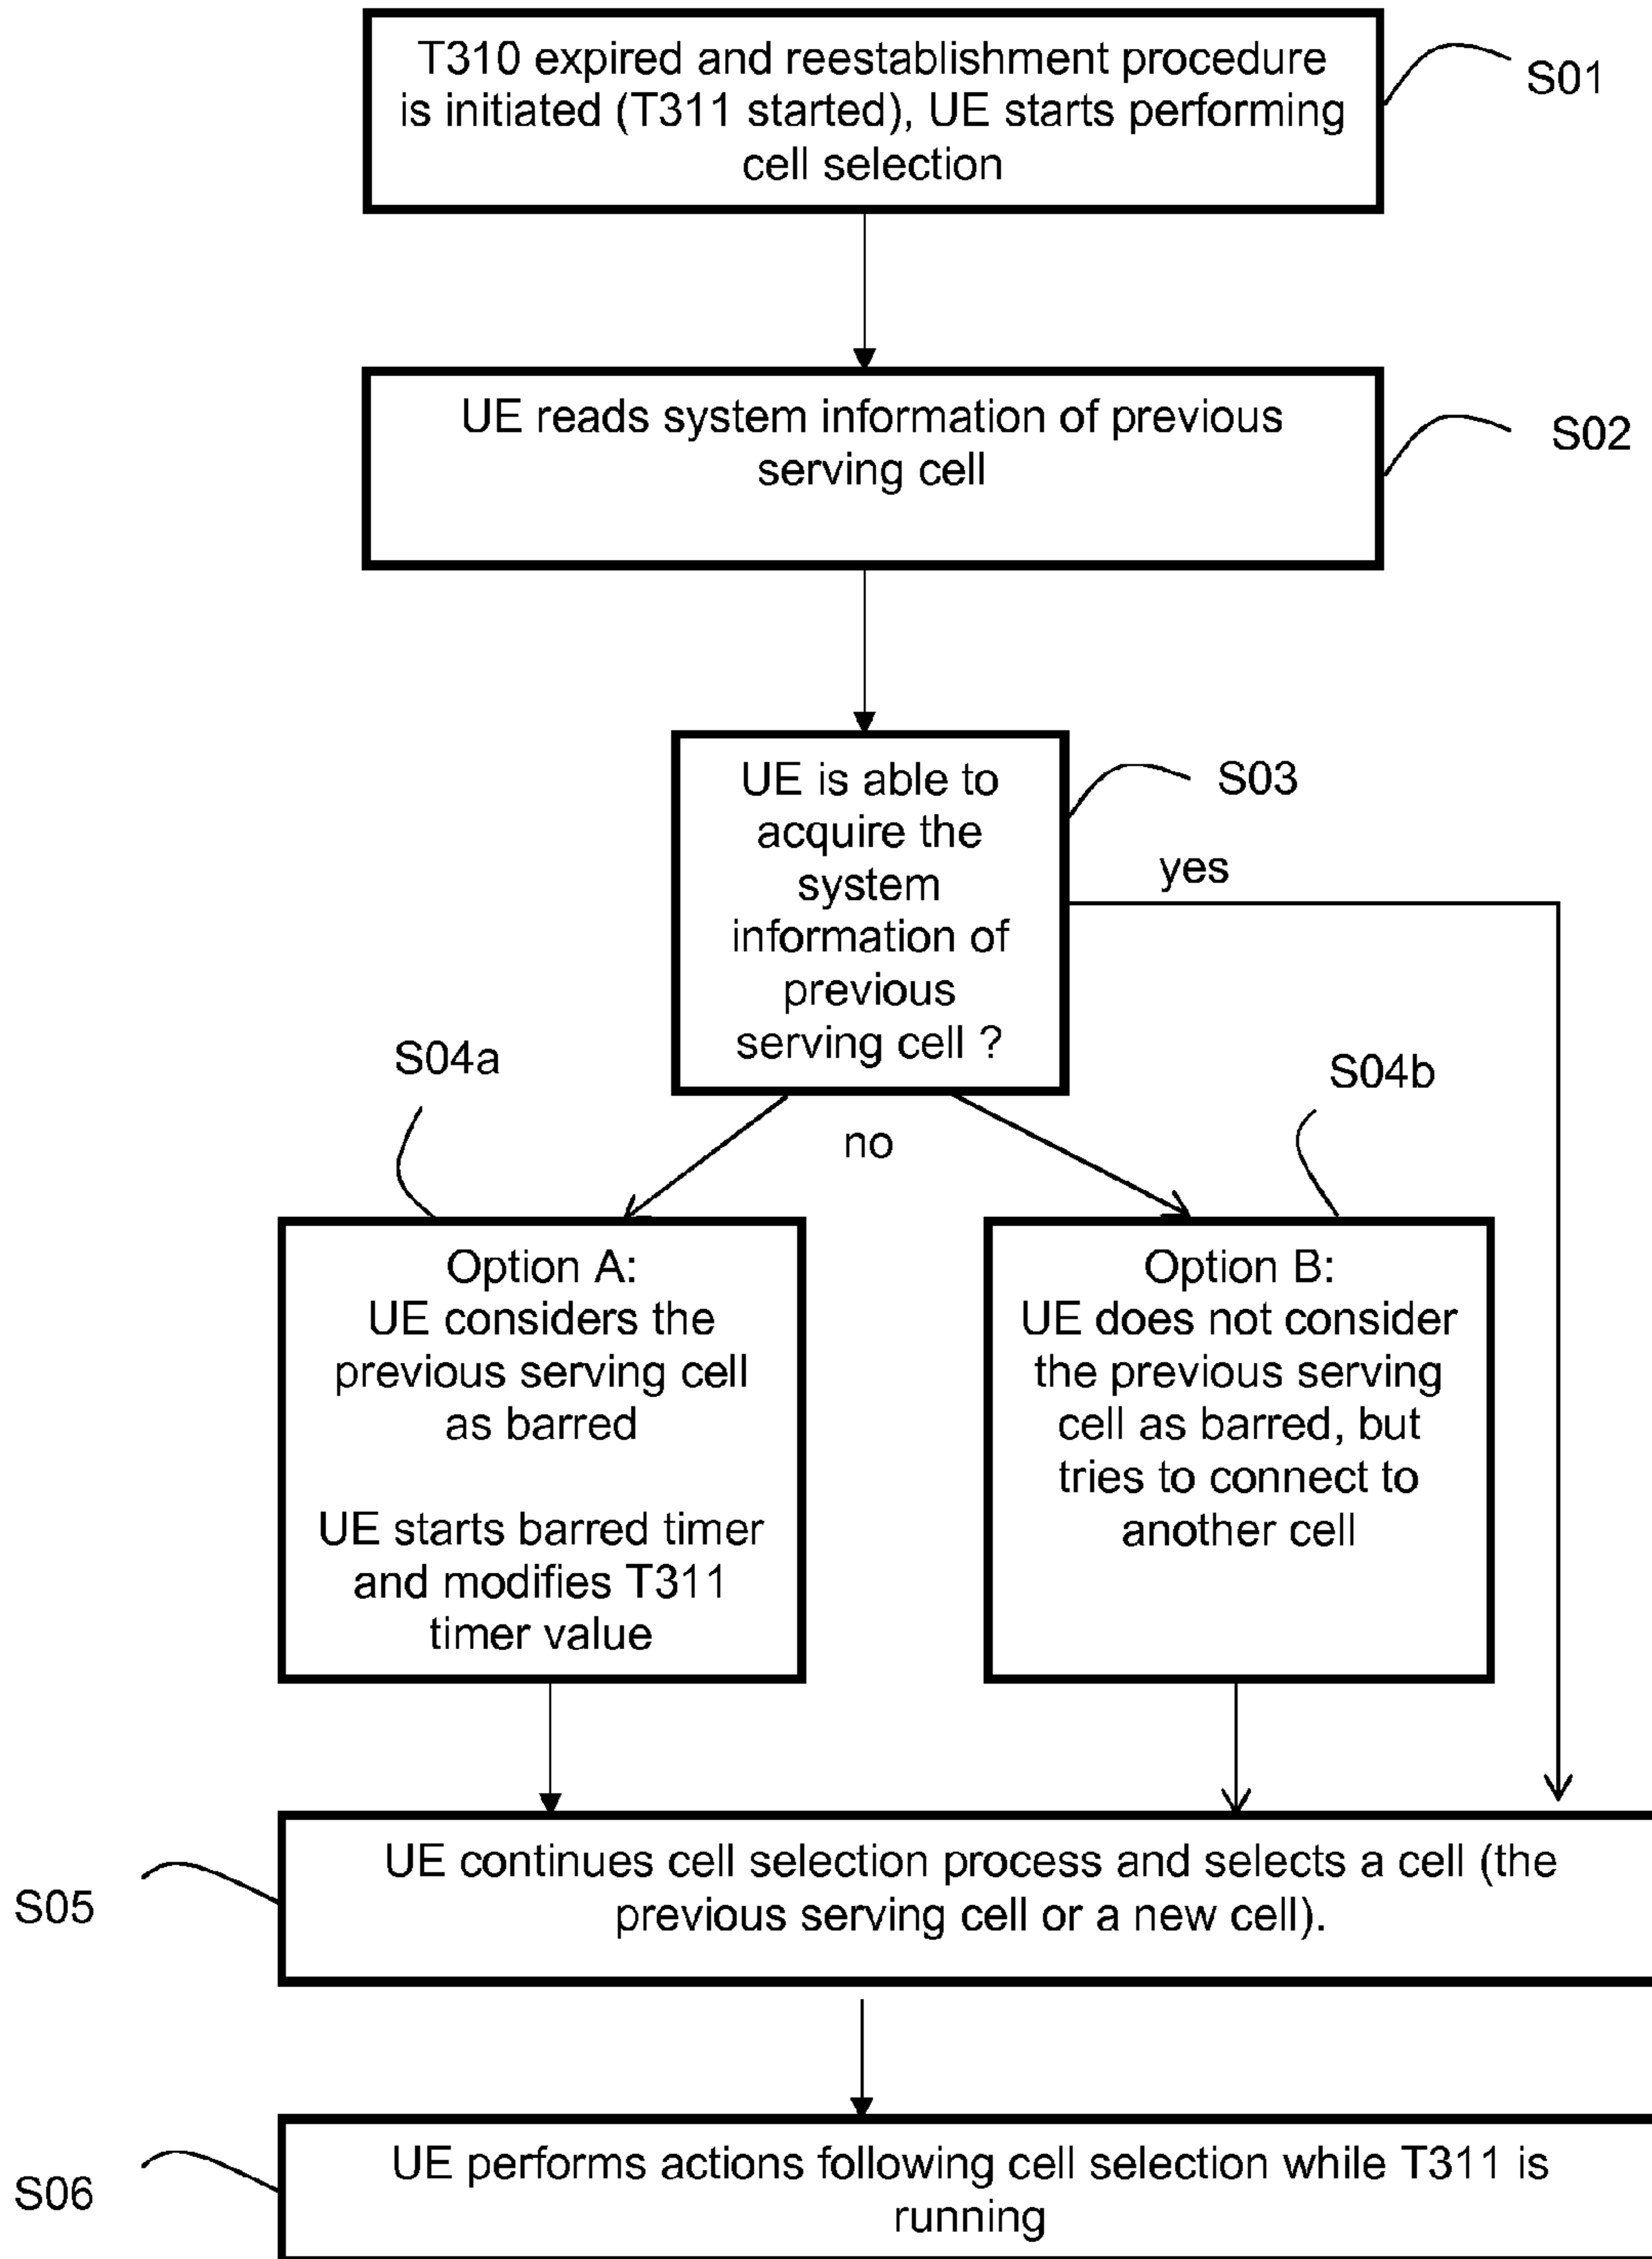 T310 expired and reestablishment procedure
is initiated (T311 started), UE starts performing
cell selection
S01
UE reads system information of previous
serving cell
S02
UE is able to
acquire the
system
information of
previous
serving cell ?
S03
yes
no
S04a
S04b
Option A:
UE considers the
previous serving cell
as barred
UE starts barred timer
and modifies T311
timer value
Option B:
UE does not consider
the previous serving
cell as barred, but
tries to connect to
another cell
UE continues cell selection process and selects a cell (the
previous serving cell or a new cell).
S05
UE performs actions following cell selection while T311 is
running
S06